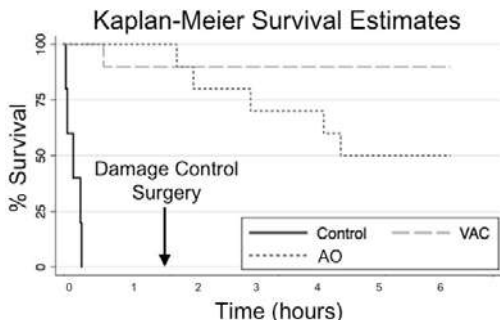 Kaplan-Meier Survival Estimates
100
75
50
25
0
% Survival
Damage Control
Surgery
Control
VAC
AO
0 1 2 3 4 5 6
Time (hours)